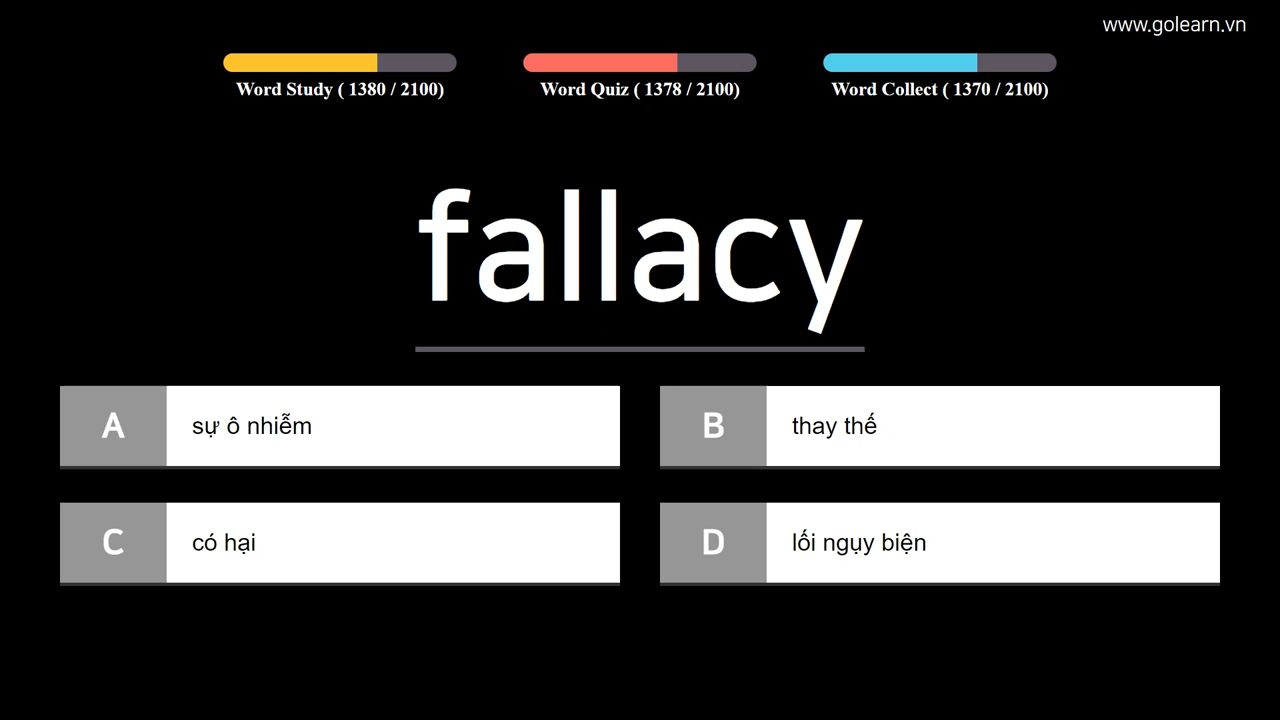 www.golearn.vn
Word Study ( 1380 / 2100)
Word Quiz ( 1378 / 2100)
Word Collect ( 1370 / 2100)
fallacy
A sự ô nhiễm
B thay thế
C có hại
D lối ngụy biện